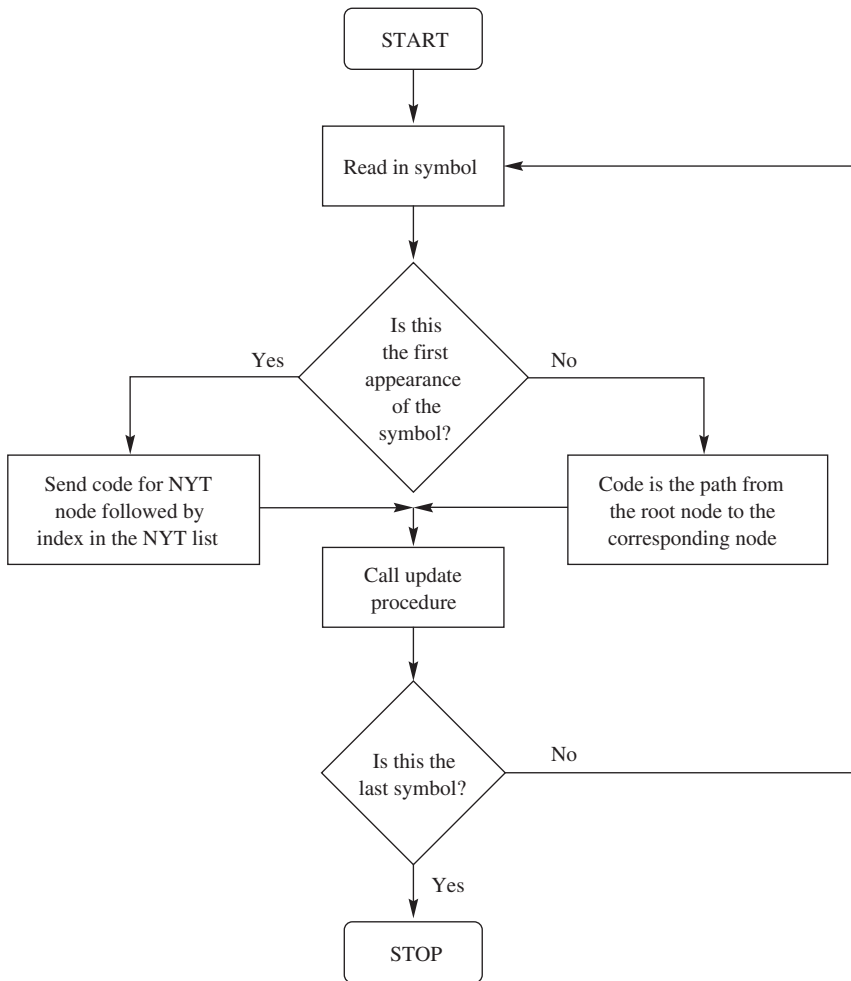 START
Read in symbol
Is this
the first
appearance
of the
symbol?
Yes
No
Send code for NYT
node followed by
index in the NYT list
Code is the path from
the root node to the
corresponding node
Call update
procedure
Is this the
last symbol?
No
Yes
STOP